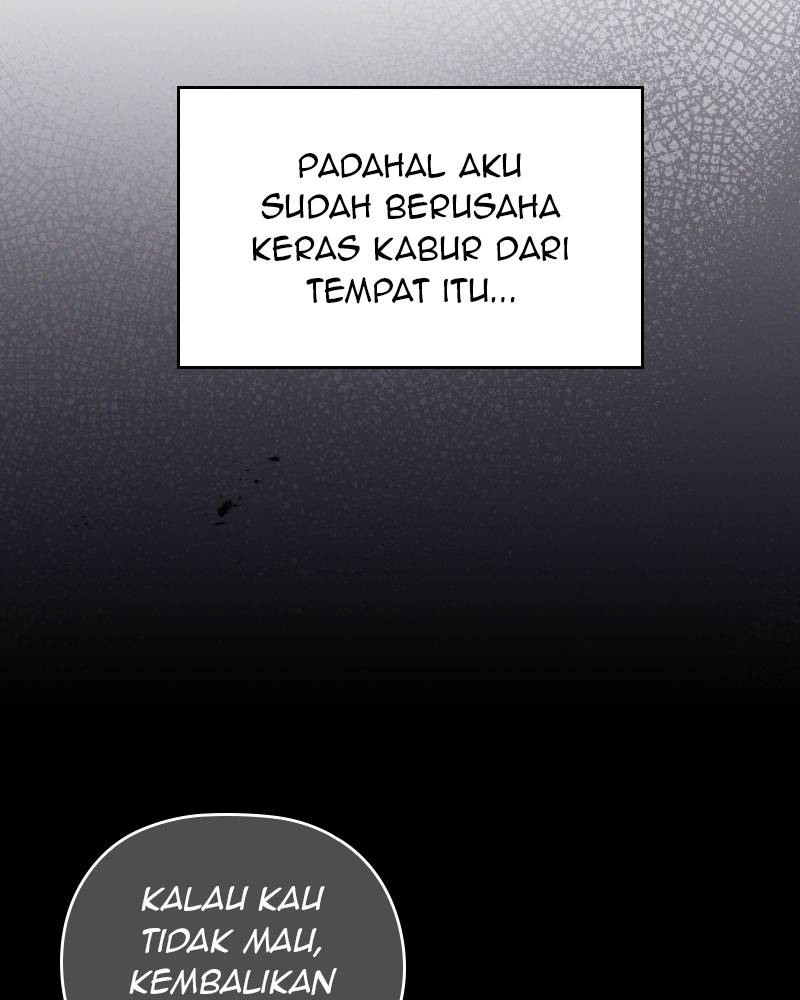 PADAHAL AKU
SUDAH BERUSAHA
KERAS KABUR DARI
TEMPAT ITU...
KALAU KAU
TIDAK MAU,
KEMBALIKAN